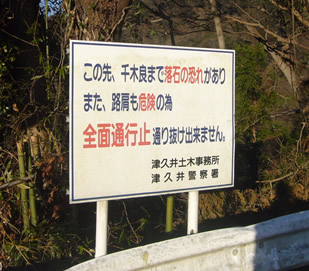 この先、千木良まで落石の恐れがあり
また、路肩も危険の為
全面通行止 通り抜け出来ません。
津久井土木事務所
津久井警察署